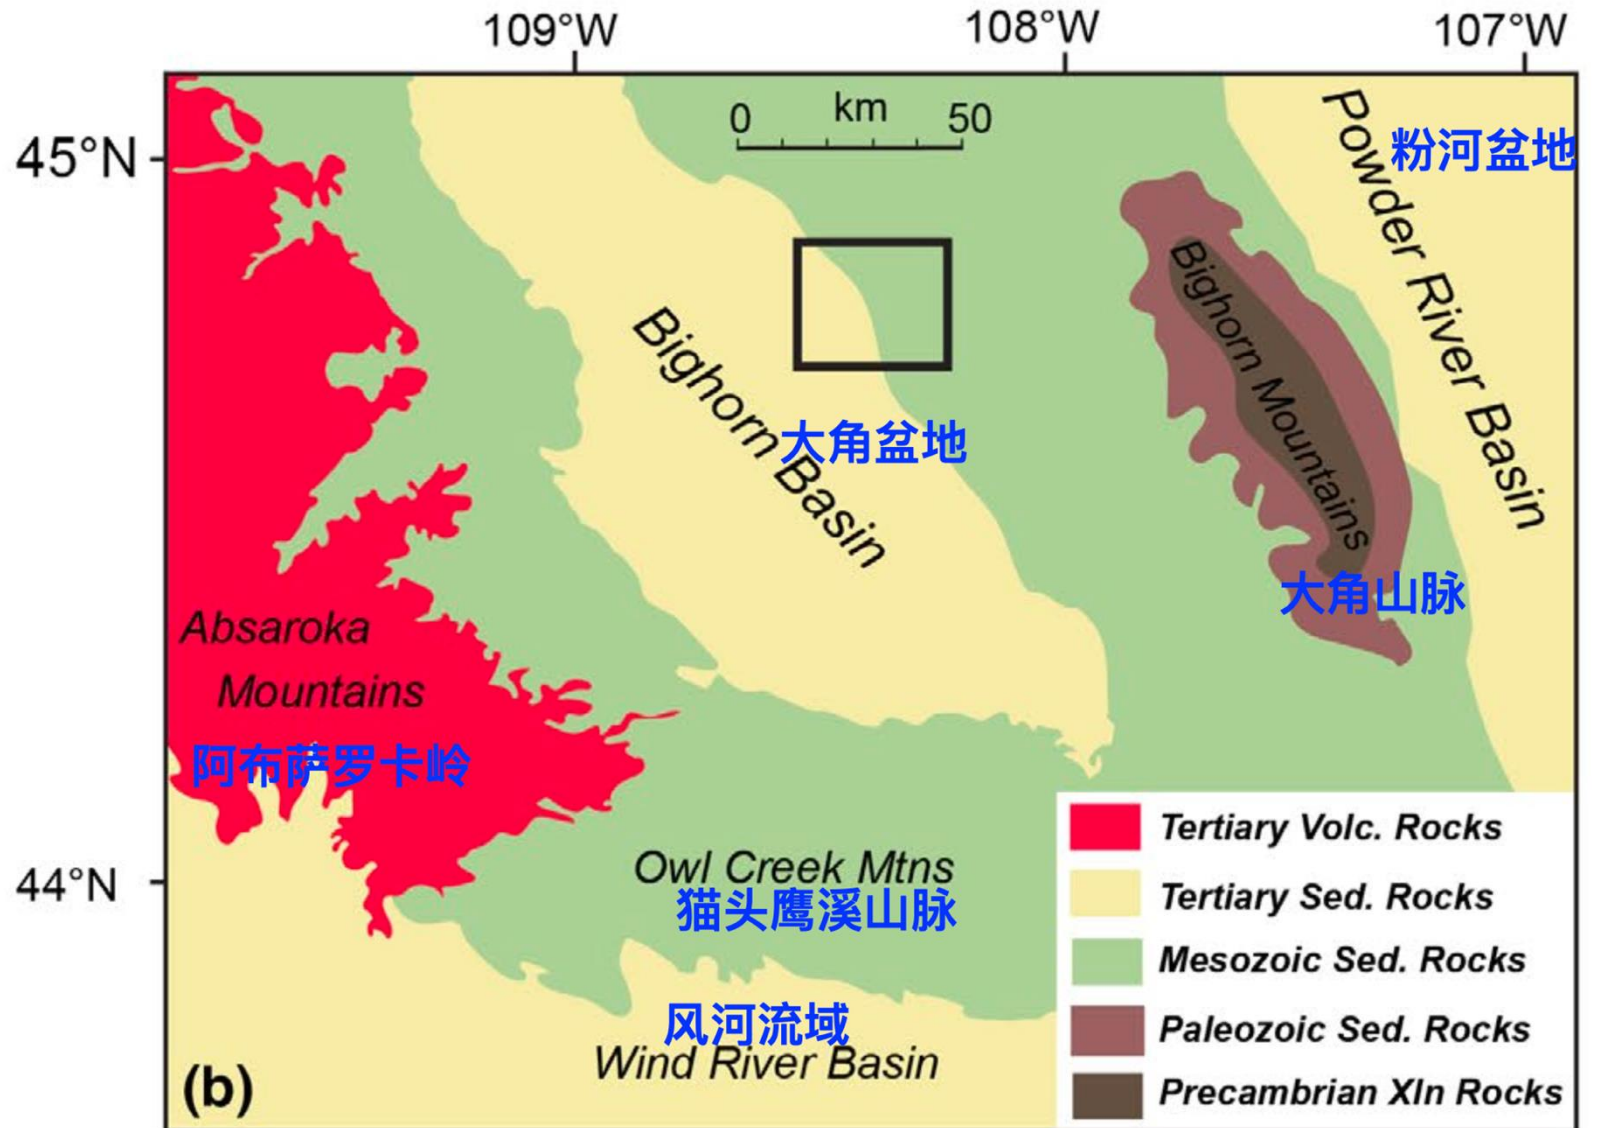 109°W
108°W
107°W
45°N
0 km 50
Powder River Basin
粉河盆地
Bighorn Mountains
大角山脉
Bighorn Basin
大角盆地
Absaroka
Mountains
阿布萨罗卡岭
44°N
Owl Creek Mtns
猫头鹰溪山脉
风河流域
Wind River Basin
(b)
Tertiary Volc. Rocks
Tertiary Sed. Rocks
Mesozoic Sed. Rocks
Paleozoic Sed. Rocks
Precambrian Xln Rocks